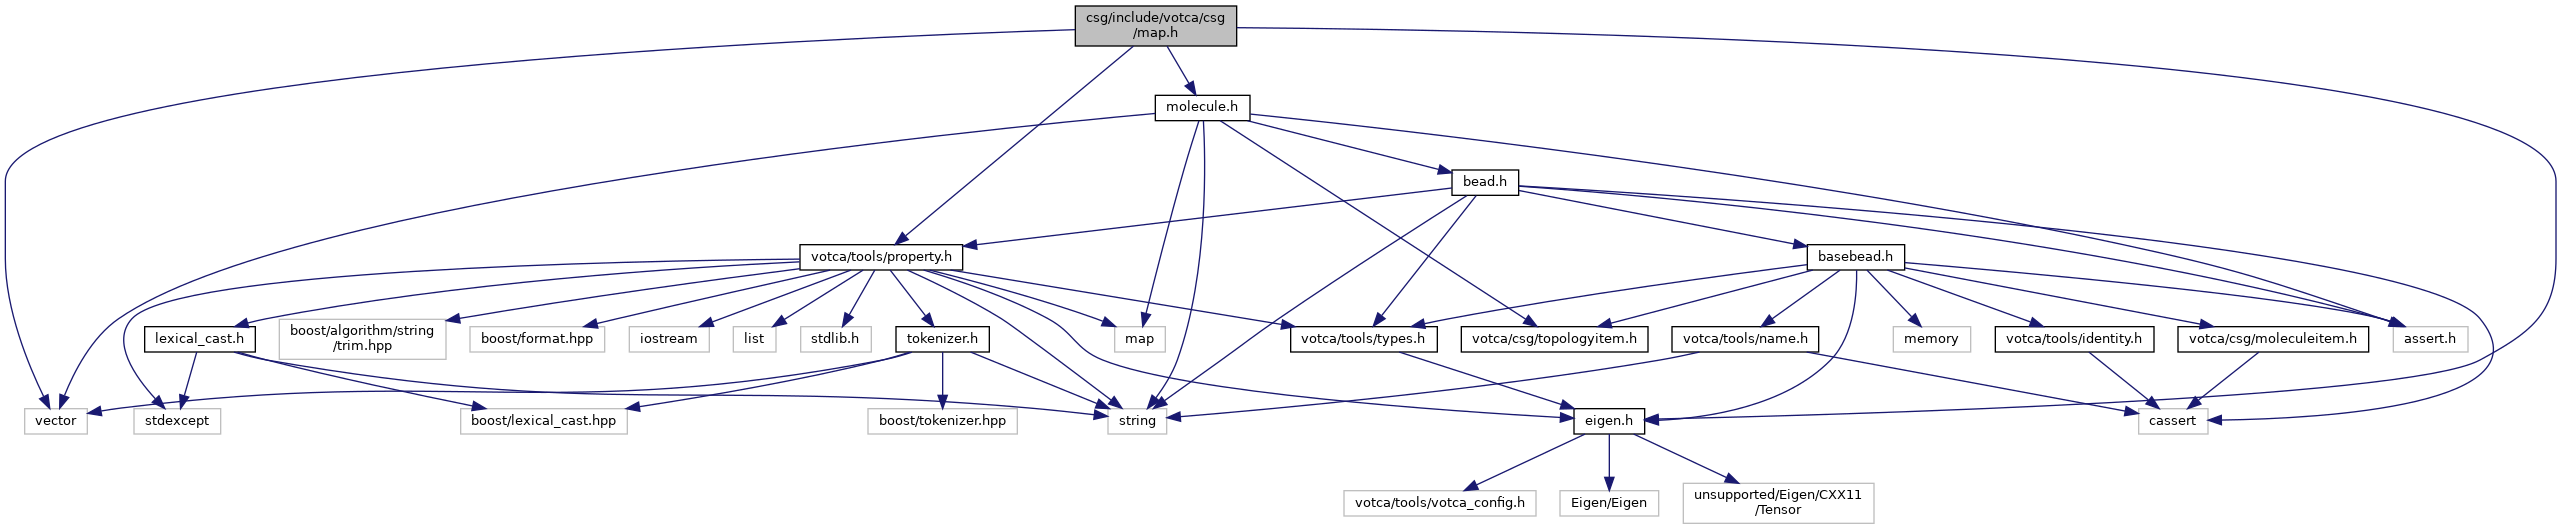 csg/include/votca/csg
/map.h
molecule.h
bead.h
votca/tools/property.h
basebead.h
lexical_cast.h
boost/algorithm/string
/trim.hpp
boost/format.hpp
iostream
list
stdlib.h
tokenizer.h
map
votca/tools/types.h
votca/csg/topologyitem.h
votca/tools/name.h
memory
votca/tools/identity.h
votca/csg/moleculeitem.h
assert.h
vector
stdexcept
boost/lexical_cast.hpp
boost/tokenizer.hpp
string
eigen.h
cassert
votca/tools/votca_config.h
Eigen/Eigen
unsupported/Eigen/CXX11
/Tensor